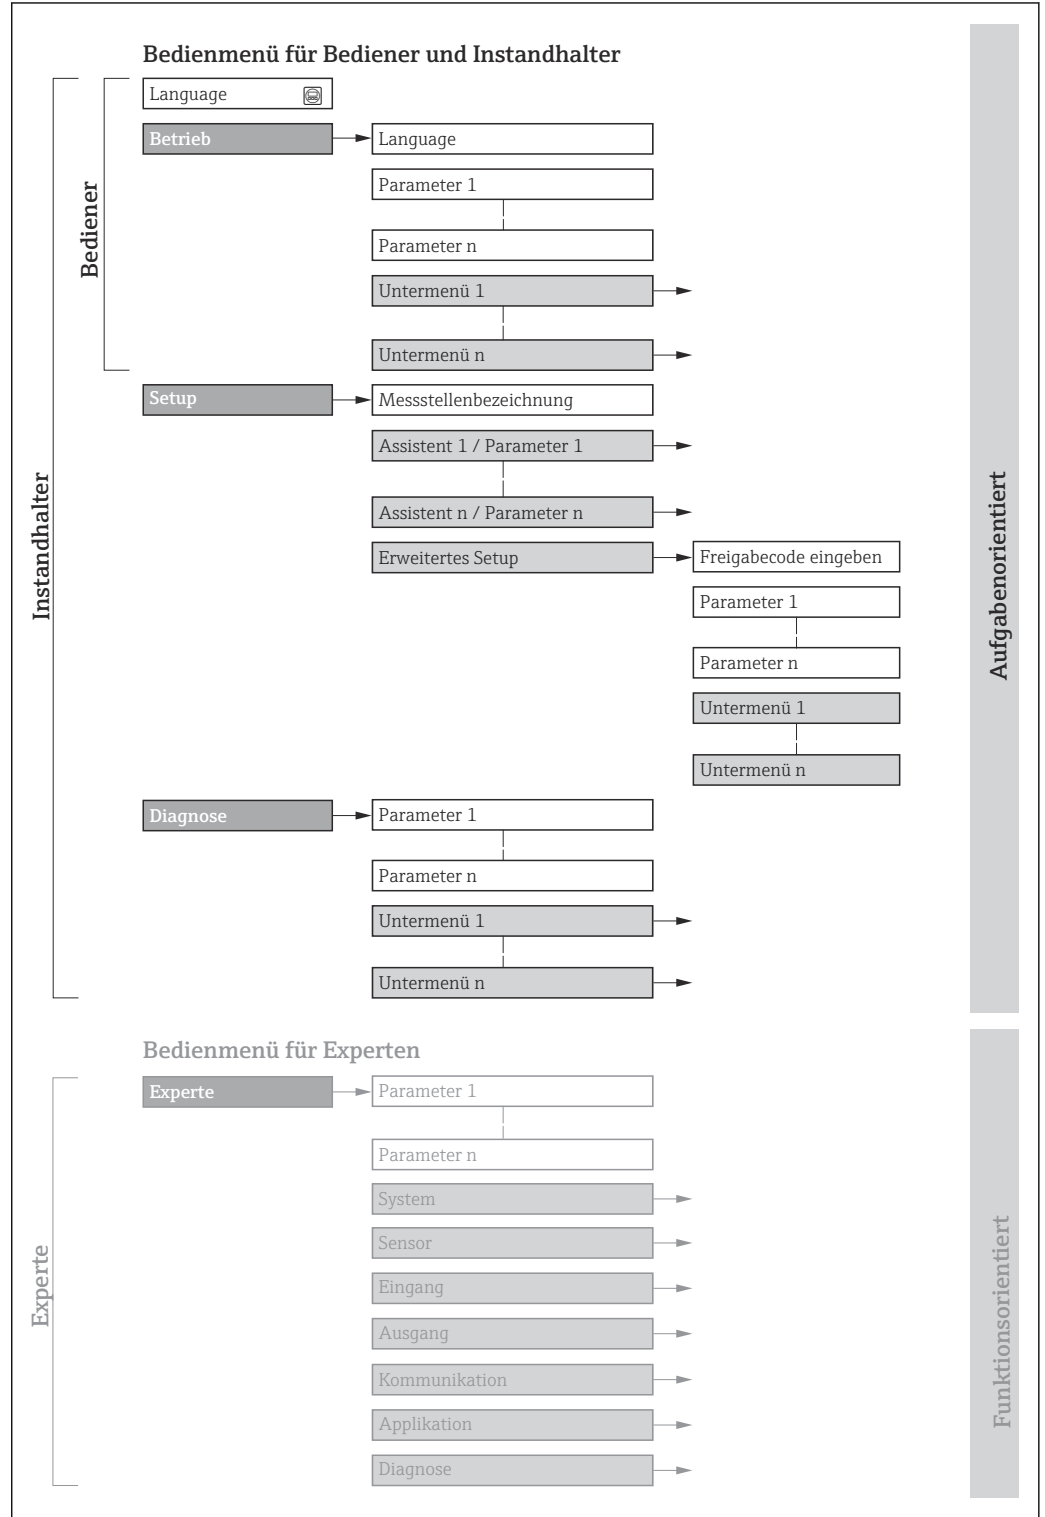 Bedienmenü für Bediener und Instandhalter
Language
Betrieb
Language
Parameter 1
Parameter n
Untermenü 1
Untermenü n
Bediener
Setup
Messstellenbezeichnung
Assistent 1 / Parameter 1
Assistent n / Parameter n
Erweitertes Setup
Freigabecode eingeben
Parameter 1
Parameter n
Untermenü 1
Untermenü n
Instandhalter
Aufgabenorientiert
Diagnose
Parameter 1
Parameter n
Untermenü 1
Untermenü n
Bedienmenü für Experten
Experte
Parameter 1
Parameter n
System
Sensor
Eingang
Ausgang
Kommunikation
Applikation
Diagnose
Experte
Funktionsorientiert